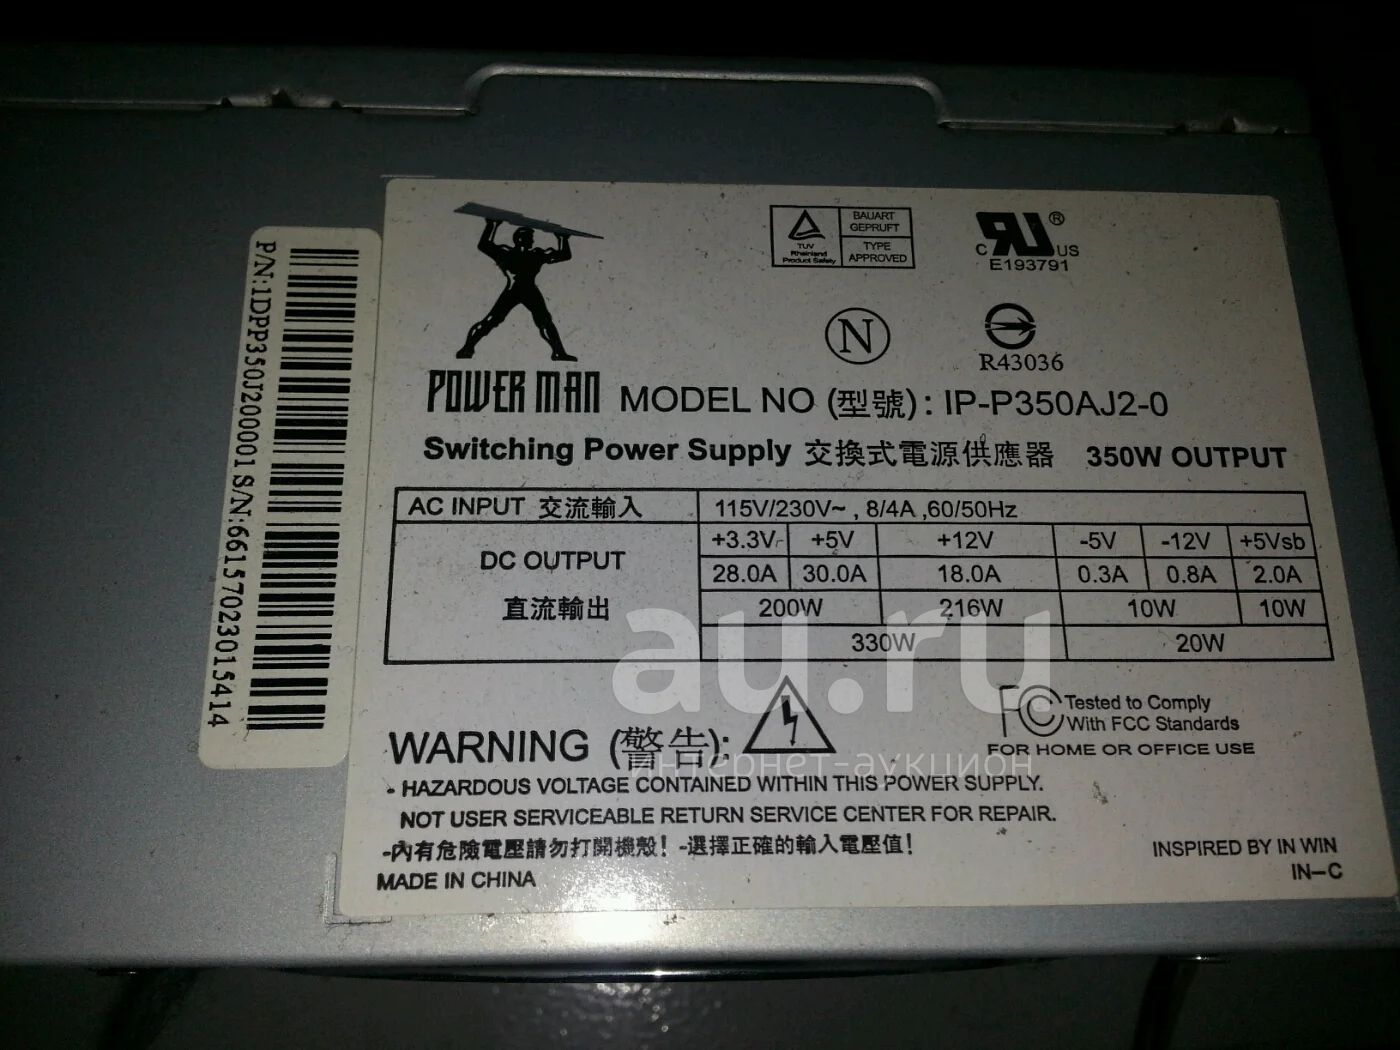 P/N:1DPP350J200001 S/N:66157023015414
TUV
Rheinland
Product Safety
BAUART
GEPRUFT
TYPE
APPROVED
C RU ® US
E193791
N
R43036
POWER MAN MODEL NO (型號): IP-P350AJ2-0
Switching Power Supply 交換式電源供應器 350W OUTPUT
AC INPUT 交流輸入 115V/230V~ , 8/4A ,60/50Hz
DC OUTPUT
直流輸出
+3.3V +5V +12V -5V -12V +5Vsb
28.0A 30.0A 18.0A 0.3A 0.8A 2.0A
200W 216W 10W 10W
330W 20W
WARNING (警告):
FC Tested to Comply
With FCC Standards
FOR HOME OR OFFICE USE
- HAZARDOUS VOLTAGE CONTAINED WITHIN THIS POWER SUPPLY.
NOT USER SERVICEABLE RETURN SERVICE CENTER FOR REPAIR.
-內有危險電壓請勿打開機殼! -選擇正確的輸入電壓值!
MADE IN CHINA
INSPIRED BY IN WIN
IN-C
au.ru
интернет-аукцион